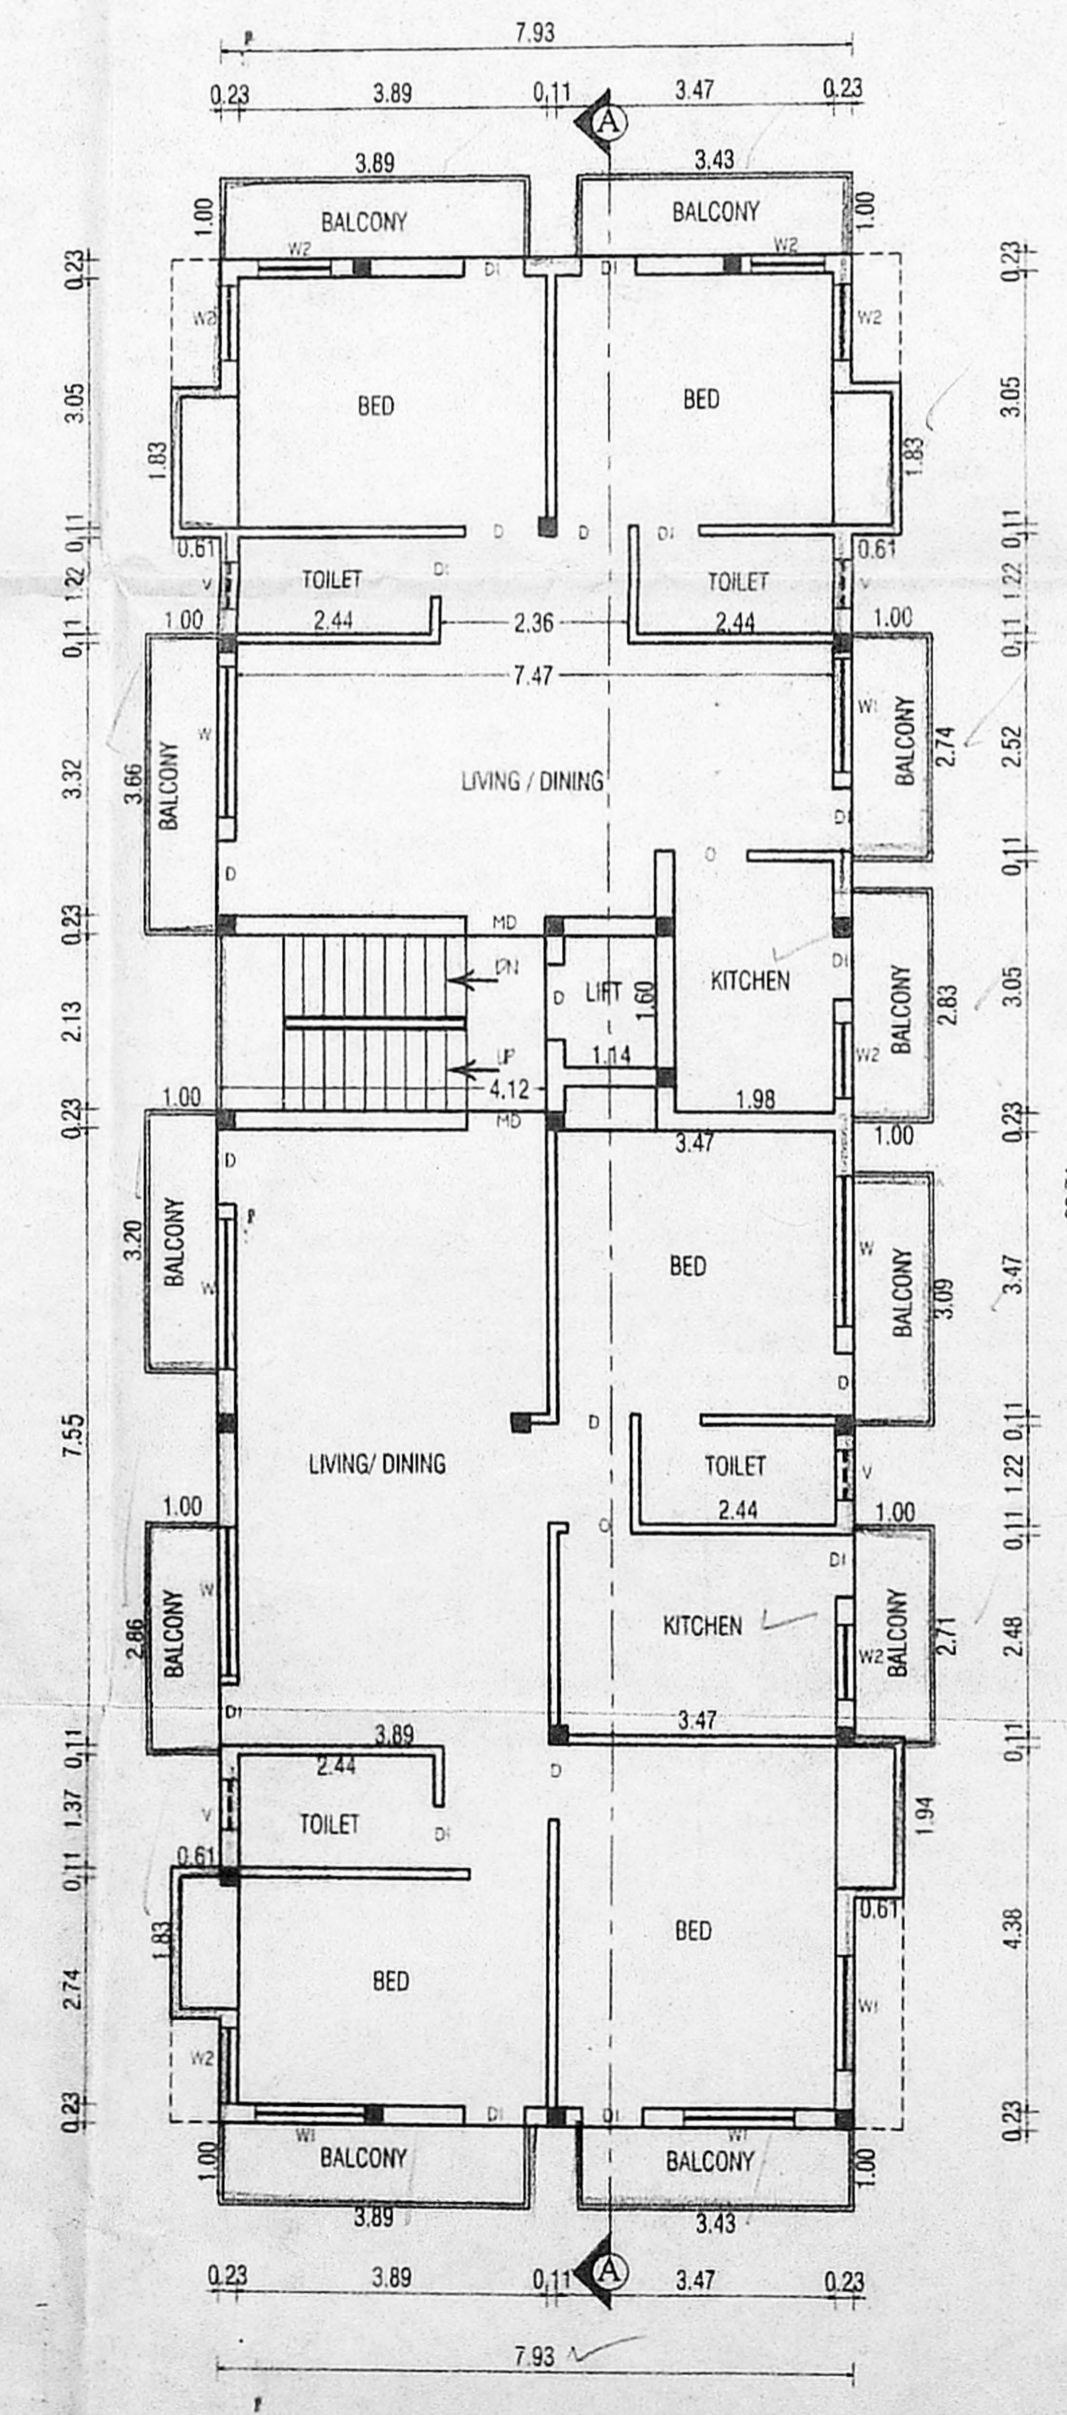 7.93
0.23 3.89 0.11 3.47 0.23
A
3.89 3.43
1.00 BALCONY BALCONY 1.00
W2 W2
0.23 D1 D1 0.23
W2 W2
3.05 BED BED 3.05
1.83 1.83
0.11 D D D1 0.11
0.61 0.61
1.22 V TOILET D1 TOILET V 1.22
1.00 2.44 2.36 2.44 1.00
0.11 0.11
7.47
3.32 3.66 BALCONY W LIVING / DINING W1 BALCONY 2.74 2.52
D1
D O 0.11
0.23 MD
DN D LIFT 1.60 KITCHEN D1 BALCONY 2.83 3.05
2.13
UP 1.14 W2
1.00 4.12 1.98
0.23 MD 3.47 1.00 0.23
D
3.20 BALCONY W BED W BALCONY 3.09 3.47
D
7.55 D 0.11
LIVING/ DINING TOILET V 1.22
1.00 2.44 1.00
O 0.11
D1
2.86 BALCONY W KITCHEN W2 BALCONY 2.71 2.48
D1 3.89 3.47
0.11 2.44 D 0.11
1.37 V TOILET D1 1.94
0.61
0.11 0.61
1.83 BED BED 4.38
2.74 W1
W2
0.23 D1 D1 0.23
W1 W1
1.00 BALCONY BALCONY 1.00
3.89 3.43
A
0.23 3.89 0.11 3.47 0.23
7.93